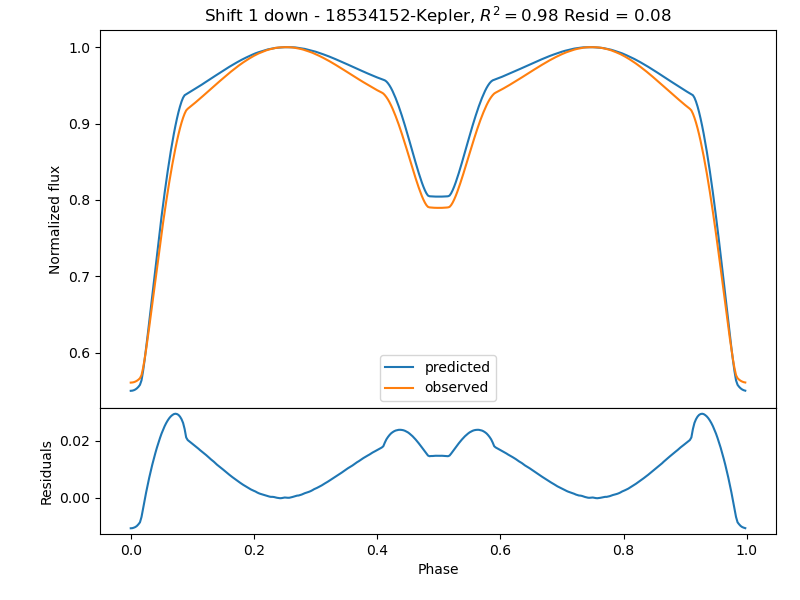 Shift 1 down - 18534152-Kepler, R² = 0.98 Resid = 0.08
1.0
0.9
0.8
0.7
0.6
Normalized flux
predicted
observed
0.02
0.00
Residuals
0.0 0.2 0.4 0.6 0.8 1.0
Phase